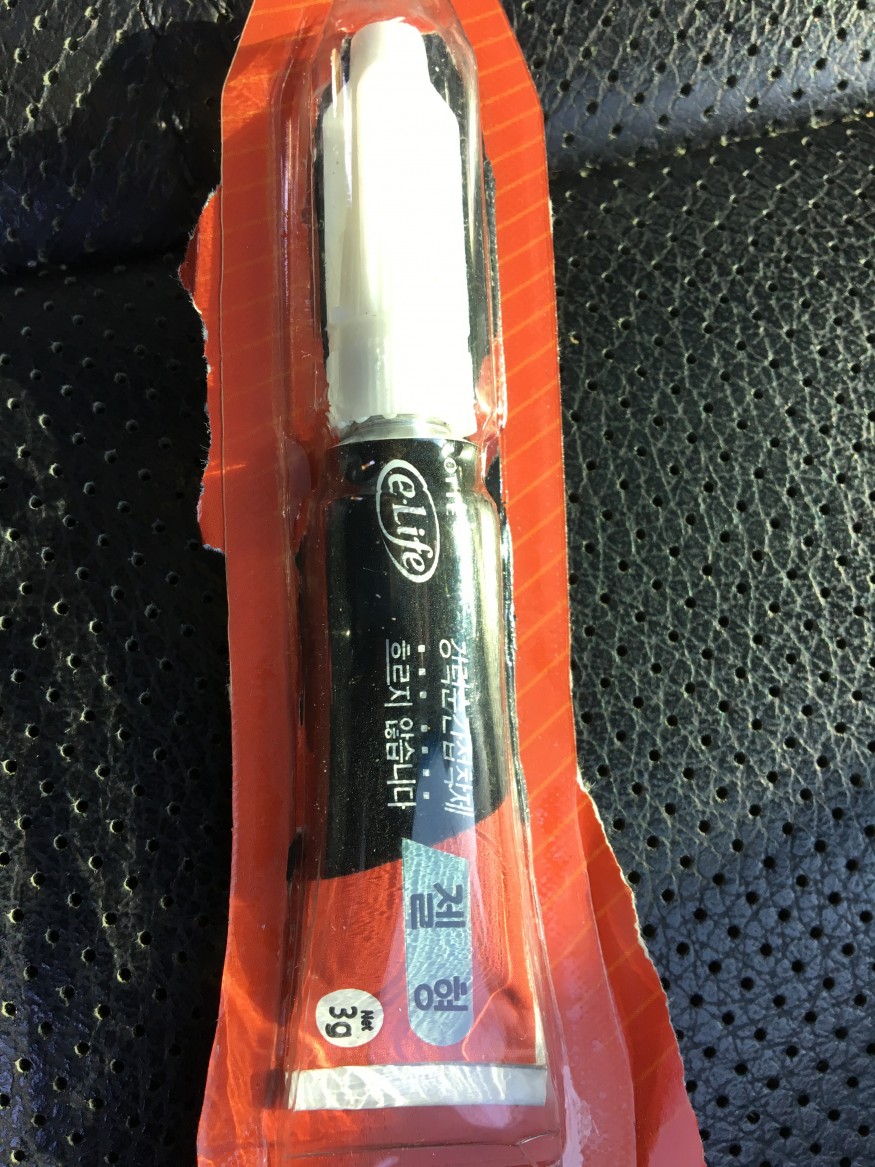 e·Life
강력순간접착제
흐르지 않습니다
젤 형
Net
3g